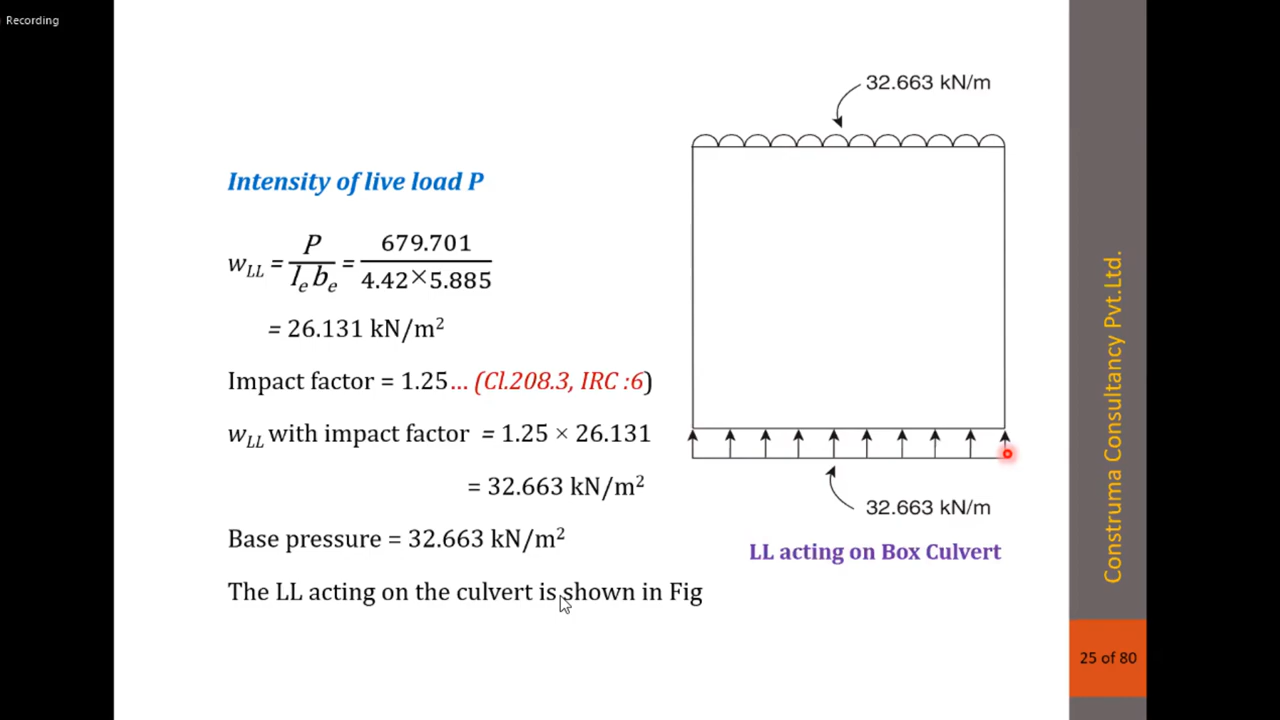 Recording
32.663 kN/m
Intensity of live load P
w_LL = P / l_e b_e = 679.701 / 4.42×5.885
= 26.131 kN/m²
Impact factor = 1.25... (Cl.208.3, IRC :6)
w_LL with impact factor = 1.25 × 26.131
= 32.663 kN/m²
Base pressure = 32.663 kN/m²
The LL acting on the culvert is shown in Fig
32.663 kN/m
LL acting on Box Culvert
Construma Consultancy Pvt.Ltd.
25 of 80